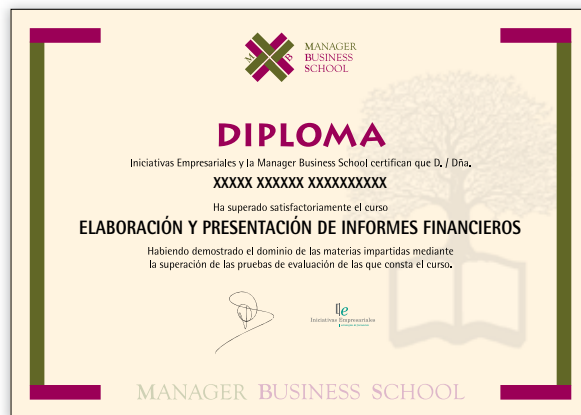 M B
MANAGER
BUSINESS
SCHOOL
DIPLOMA
Iniciativas Empresariales y la Manager Business School certifican que D. / Dña.
XXXXX XXXXXX XXXXXXXXXX
Ha superado satisfactoriamente el curso
ELABORACIÓN Y PRESENTACIÓN DE INFORMES FINANCIEROS
Habiendo demostrado el dominio de las materias impartidas mediante
la superación de las pruebas de evaluación de las que consta el curso.
Iniciativas Empresariales
MANAGER BUSINESS SCHOOL